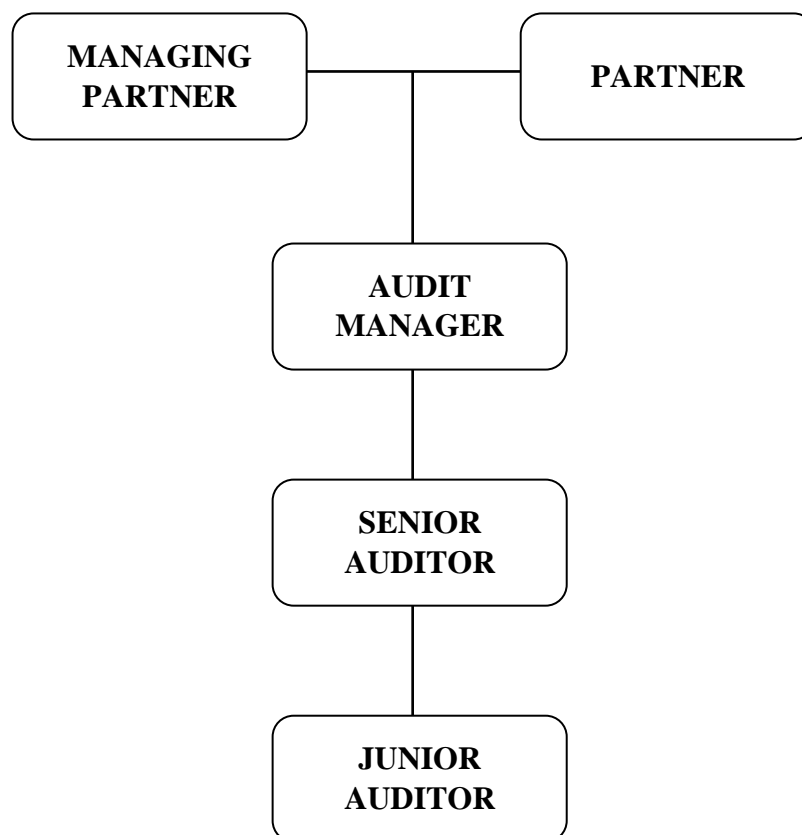 MANAGING
PARTNER
PARTNER
AUDIT
MANAGER
SENIOR
AUDITOR
JUNIOR
AUDITOR